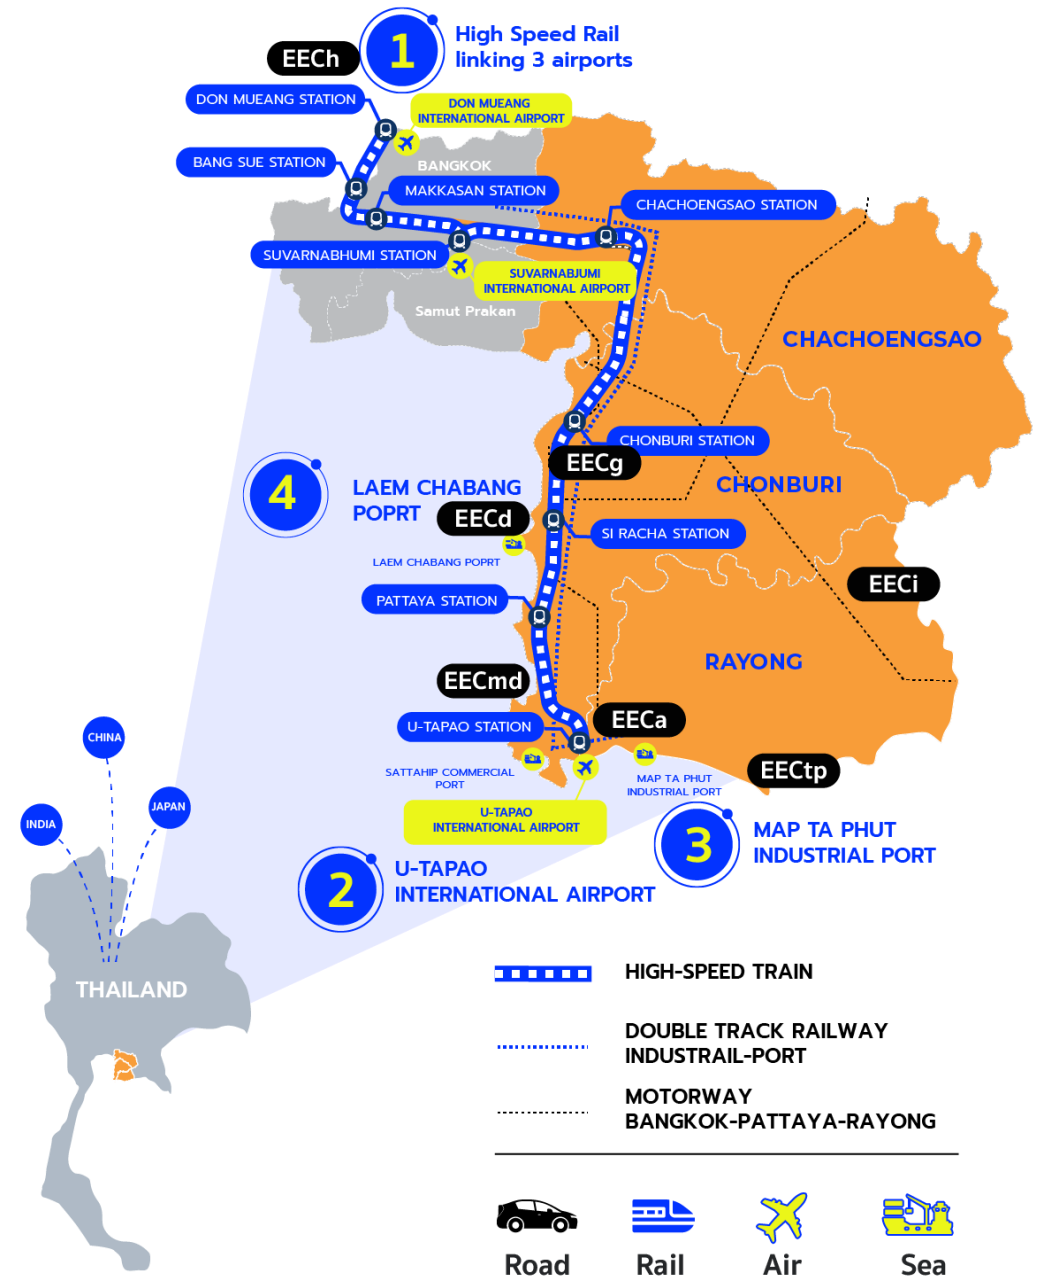 1
High Speed Rail
linking 3 airports
EECh
DON MUEANG STATION
DON MUEANG
INTERNATIONAL AIRPORT
BANG SUE STATION
BANGKOK
MAKKASAN STATION
CHACHOENGSAO STATION
SUVARNABHUMI STATION
SUVARNABJUMI
INTERNATIONAL AIRPORT
Samut Prakan
CHACHOENGSAO
CHONBURI STATION
EECg
CHONBURI
4
LAEM CHABANG
POPRT
EECd
SI RACHA STATION
LAEM CHABANG POPRT
EECi
PATTAYA STATION
RAYONG
EECmd
EECa
U-TAPAO STATION
SATTAHIP COMMERCIAL
PORT
MAP TA PHUT
INDUSTRIAL PORT
EECtp
U-TAPAO
INTERNATIONAL AIRPORT
3
MAP TA PHUT
INDUSTRIAL PORT
2
U-TAPAO
INTERNATIONAL AIRPORT
CHINA
JAPAN
INDIA
THAILAND
HIGH-SPEED TRAIN
DOUBLE TRACK RAILWAY
INDUSTRAIL-PORT
MOTORWAY
BANGKOK-PATTAYA-RAYONG
Road
Rail
Air
Sea